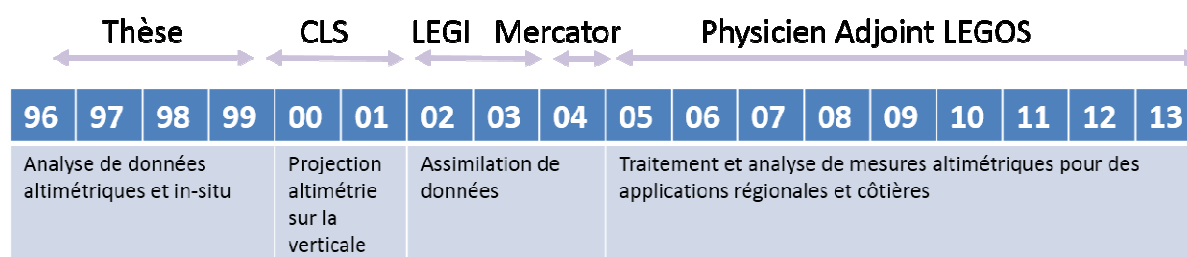 Thèse CLS LEGI Mercator Physicien Adjoint LEGOS
96 97 98 99 00 01 02 03 04 05 06 07 08 09 10 11 12 13
Analyse de données
altimétriques et in-situ
Projection
altimétrie
sur la
verticale
Assimilation de
données
Traitement et analyse de mesures altimétriques pour des
applications régionales et côtières